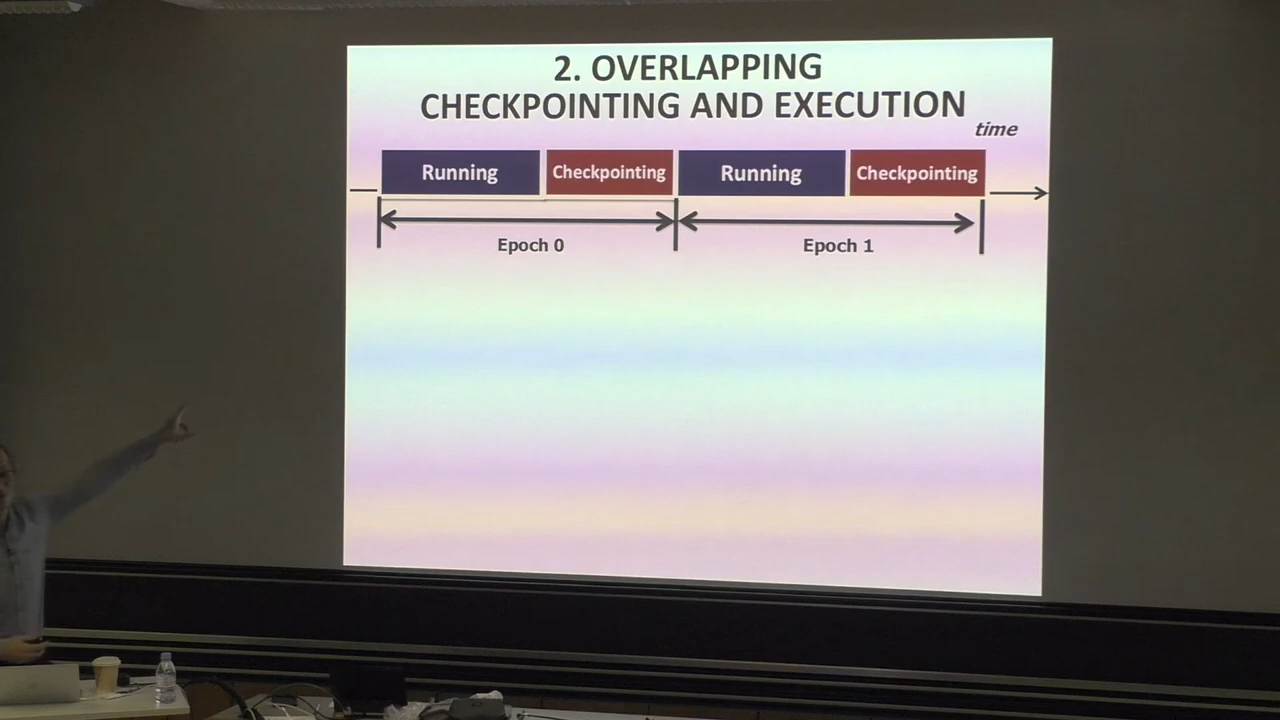 2. OVERLAPPING
CHECKPOINTING AND EXECUTION
time
Running Checkpointing Running Checkpointing
Epoch 0 Epoch 1